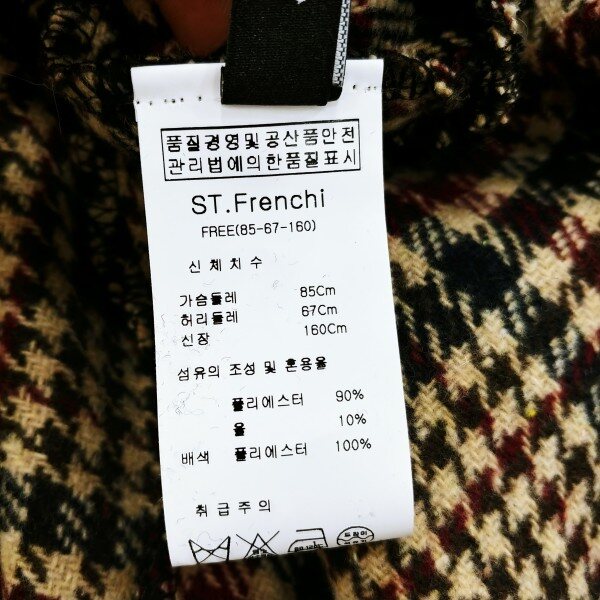 품질경영및공산품안전
관리법에의한품질표시
ST.Frenchi
FREE(85-67-160)
신체치수
가슴둘레 85Cm
허리둘레 67Cm
신장 160Cm
섬유의 조성 및 혼용율
폴리에스터 90%
울 10%
배색 폴리에스터 100%
취급주의